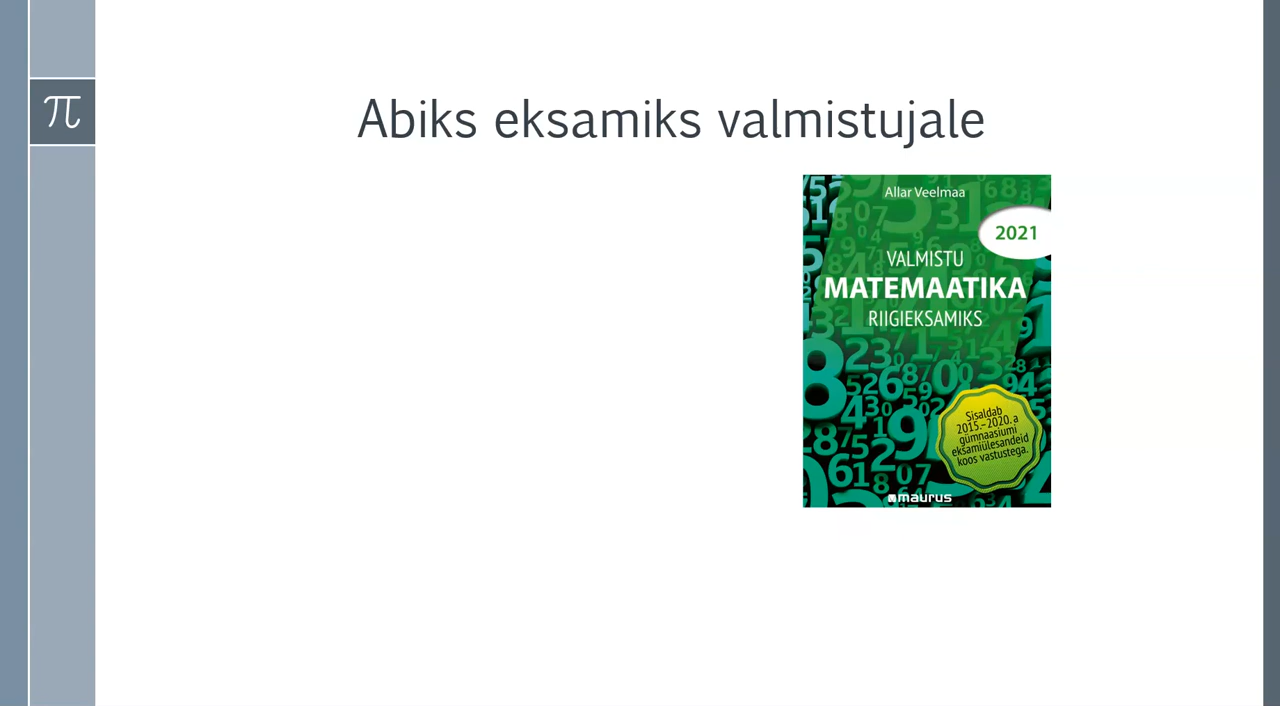 π
Abiks eksamiks valmistujale
Allar Veelmaa
2021
VALMISTU
MATEMAATIKA
RIIGIEKSAMIKS
Sisaldab
2015.–2020. a
gümnaasiumi
eksamiülesandeid
koos vastustega.
maurus